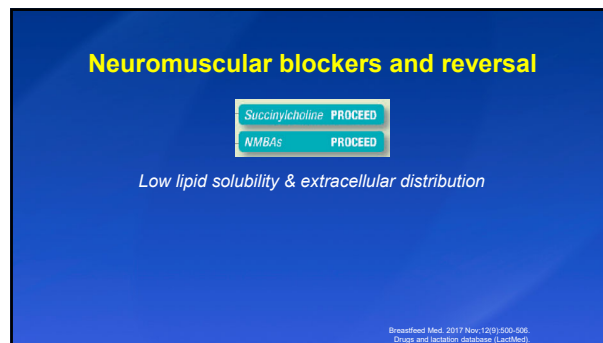 Neuromuscular blockers and reversal
Succinylcholine PROCEED
NMBAs PROCEED
Low lipid solubility & extracellular distribution
Breastfeed Med. 2017 Nov;12(9):500-506.
Drugs and lactation database (LactMed).